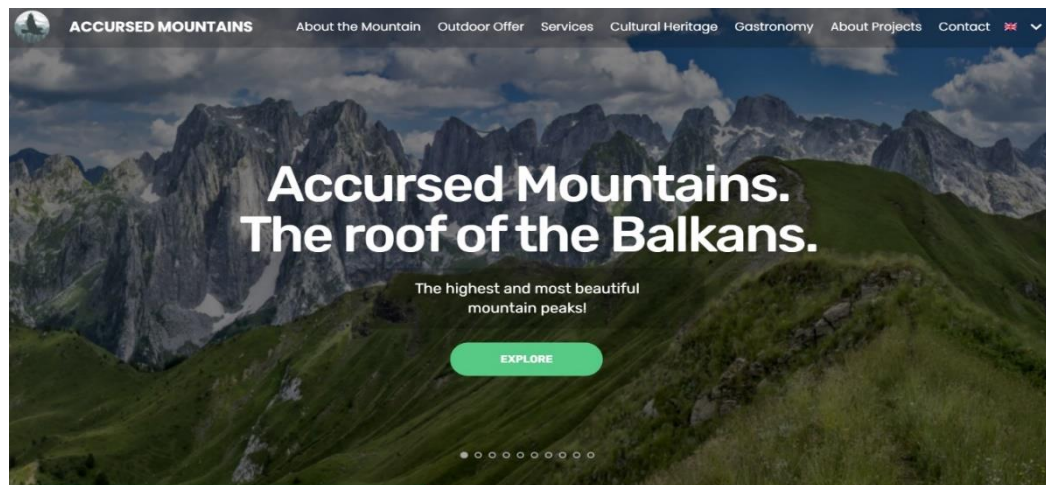 ACCURSED MOUNTAINS About the Mountain Outdoor Offer Services Cultural Heritage Gastronomy About Projects Contact
Accursed Mountains.
The roof of the Balkans.
The highest and most beautiful
mountain peaks!
EXPLORE